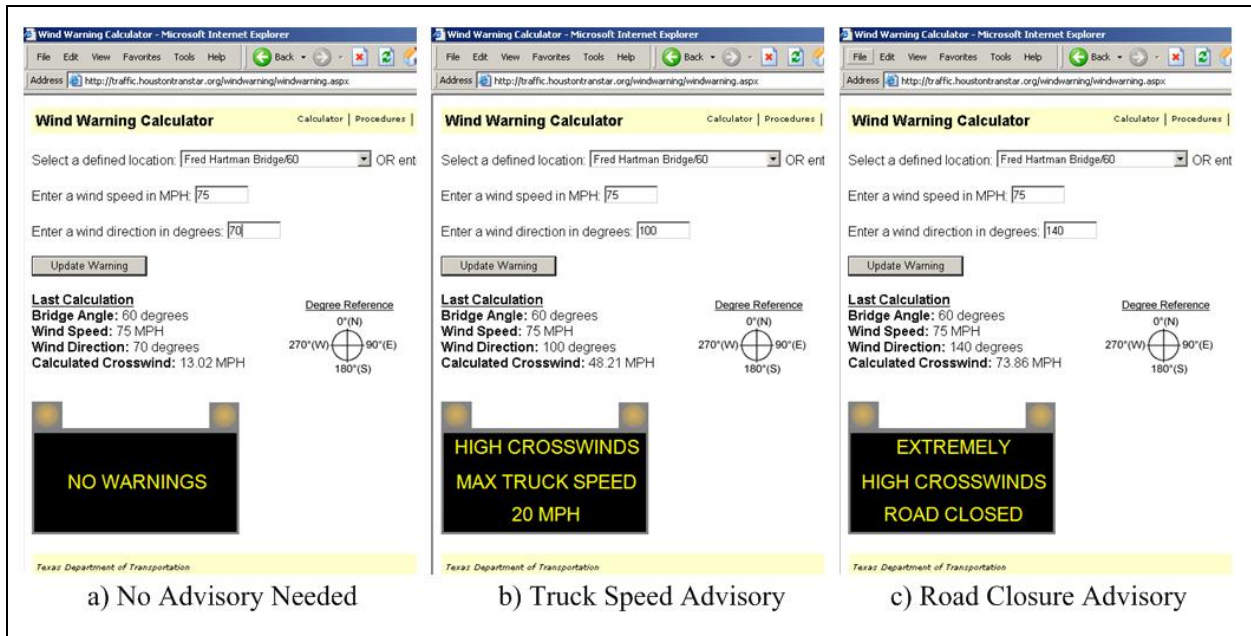 Wind Warning Calculator - Microsoft Internet Explorer
File Edit View Favorites Tools Help Back
Address http://traffic.houstontranstar.org/windwarning/windwarning.aspx
Wind Warning Calculator Calculator | Procedures |
Select a defined location: Fred Hartman Bridge/60 OR ent
Enter a wind speed in MPH: 75
Enter a wind direction in degrees: 70
Update Warning
Last Calculation
Bridge Angle: 60 degrees
Wind Speed: 75 MPH
Wind Direction: 70 degrees
Calculated Crosswind: 13.02 MPH
Degree Reference
0°(N)
270°(W) 90°(E)
180°(S)
NO WARNINGS
Texas Department of Transportation
a) No Advisory Needed
Wind Warning Calculator - Microsoft Internet Explorer
File Edit View Favorites Tools Help Back
Address http://traffic.houstontranstar.org/windwarning/windwarning.aspx
Wind Warning Calculator Calculator | Procedures |
Select a defined location: Fred Hartman Bridge/60 OR ent
Enter a wind speed in MPH: 75
Enter a wind direction in degrees: 100
Update Warning
Last Calculation
Bridge Angle: 60 degrees
Wind Speed: 75 MPH
Wind Direction: 100 degrees
Calculated Crosswind: 48.21 MPH
Degree Reference
0°(N)
270°(W) 90°(E)
180°(S)
HIGH CROSSWINDS
MAX TRUCK SPEED
20 MPH
Texas Department of Transportation
b) Truck Speed Advisory
Wind Warning Calculator - Microsoft Internet Explorer
File Edit View Favorites Tools Help Back
Address http://traffic.houstontranstar.org/windwarning/windwarning.aspx
Wind Warning Calculator Calculator | Procedures |
Select a defined location: Fred Hartman Bridge/60 OR ent
Enter a wind speed in MPH: 75
Enter a wind direction in degrees: 140
Update Warning
Last Calculation
Bridge Angle: 60 degrees
Wind Speed: 75 MPH
Wind Direction: 140 degrees
Calculated Crosswind: 73.86 MPH
Degree Reference
0°(N)
270°(W) 90°(E)
180°(S)
EXTREMELY
HIGH CROSSWINDS
ROAD CLOSED
Texas Department of Transportation
c) Road Closure Advisory